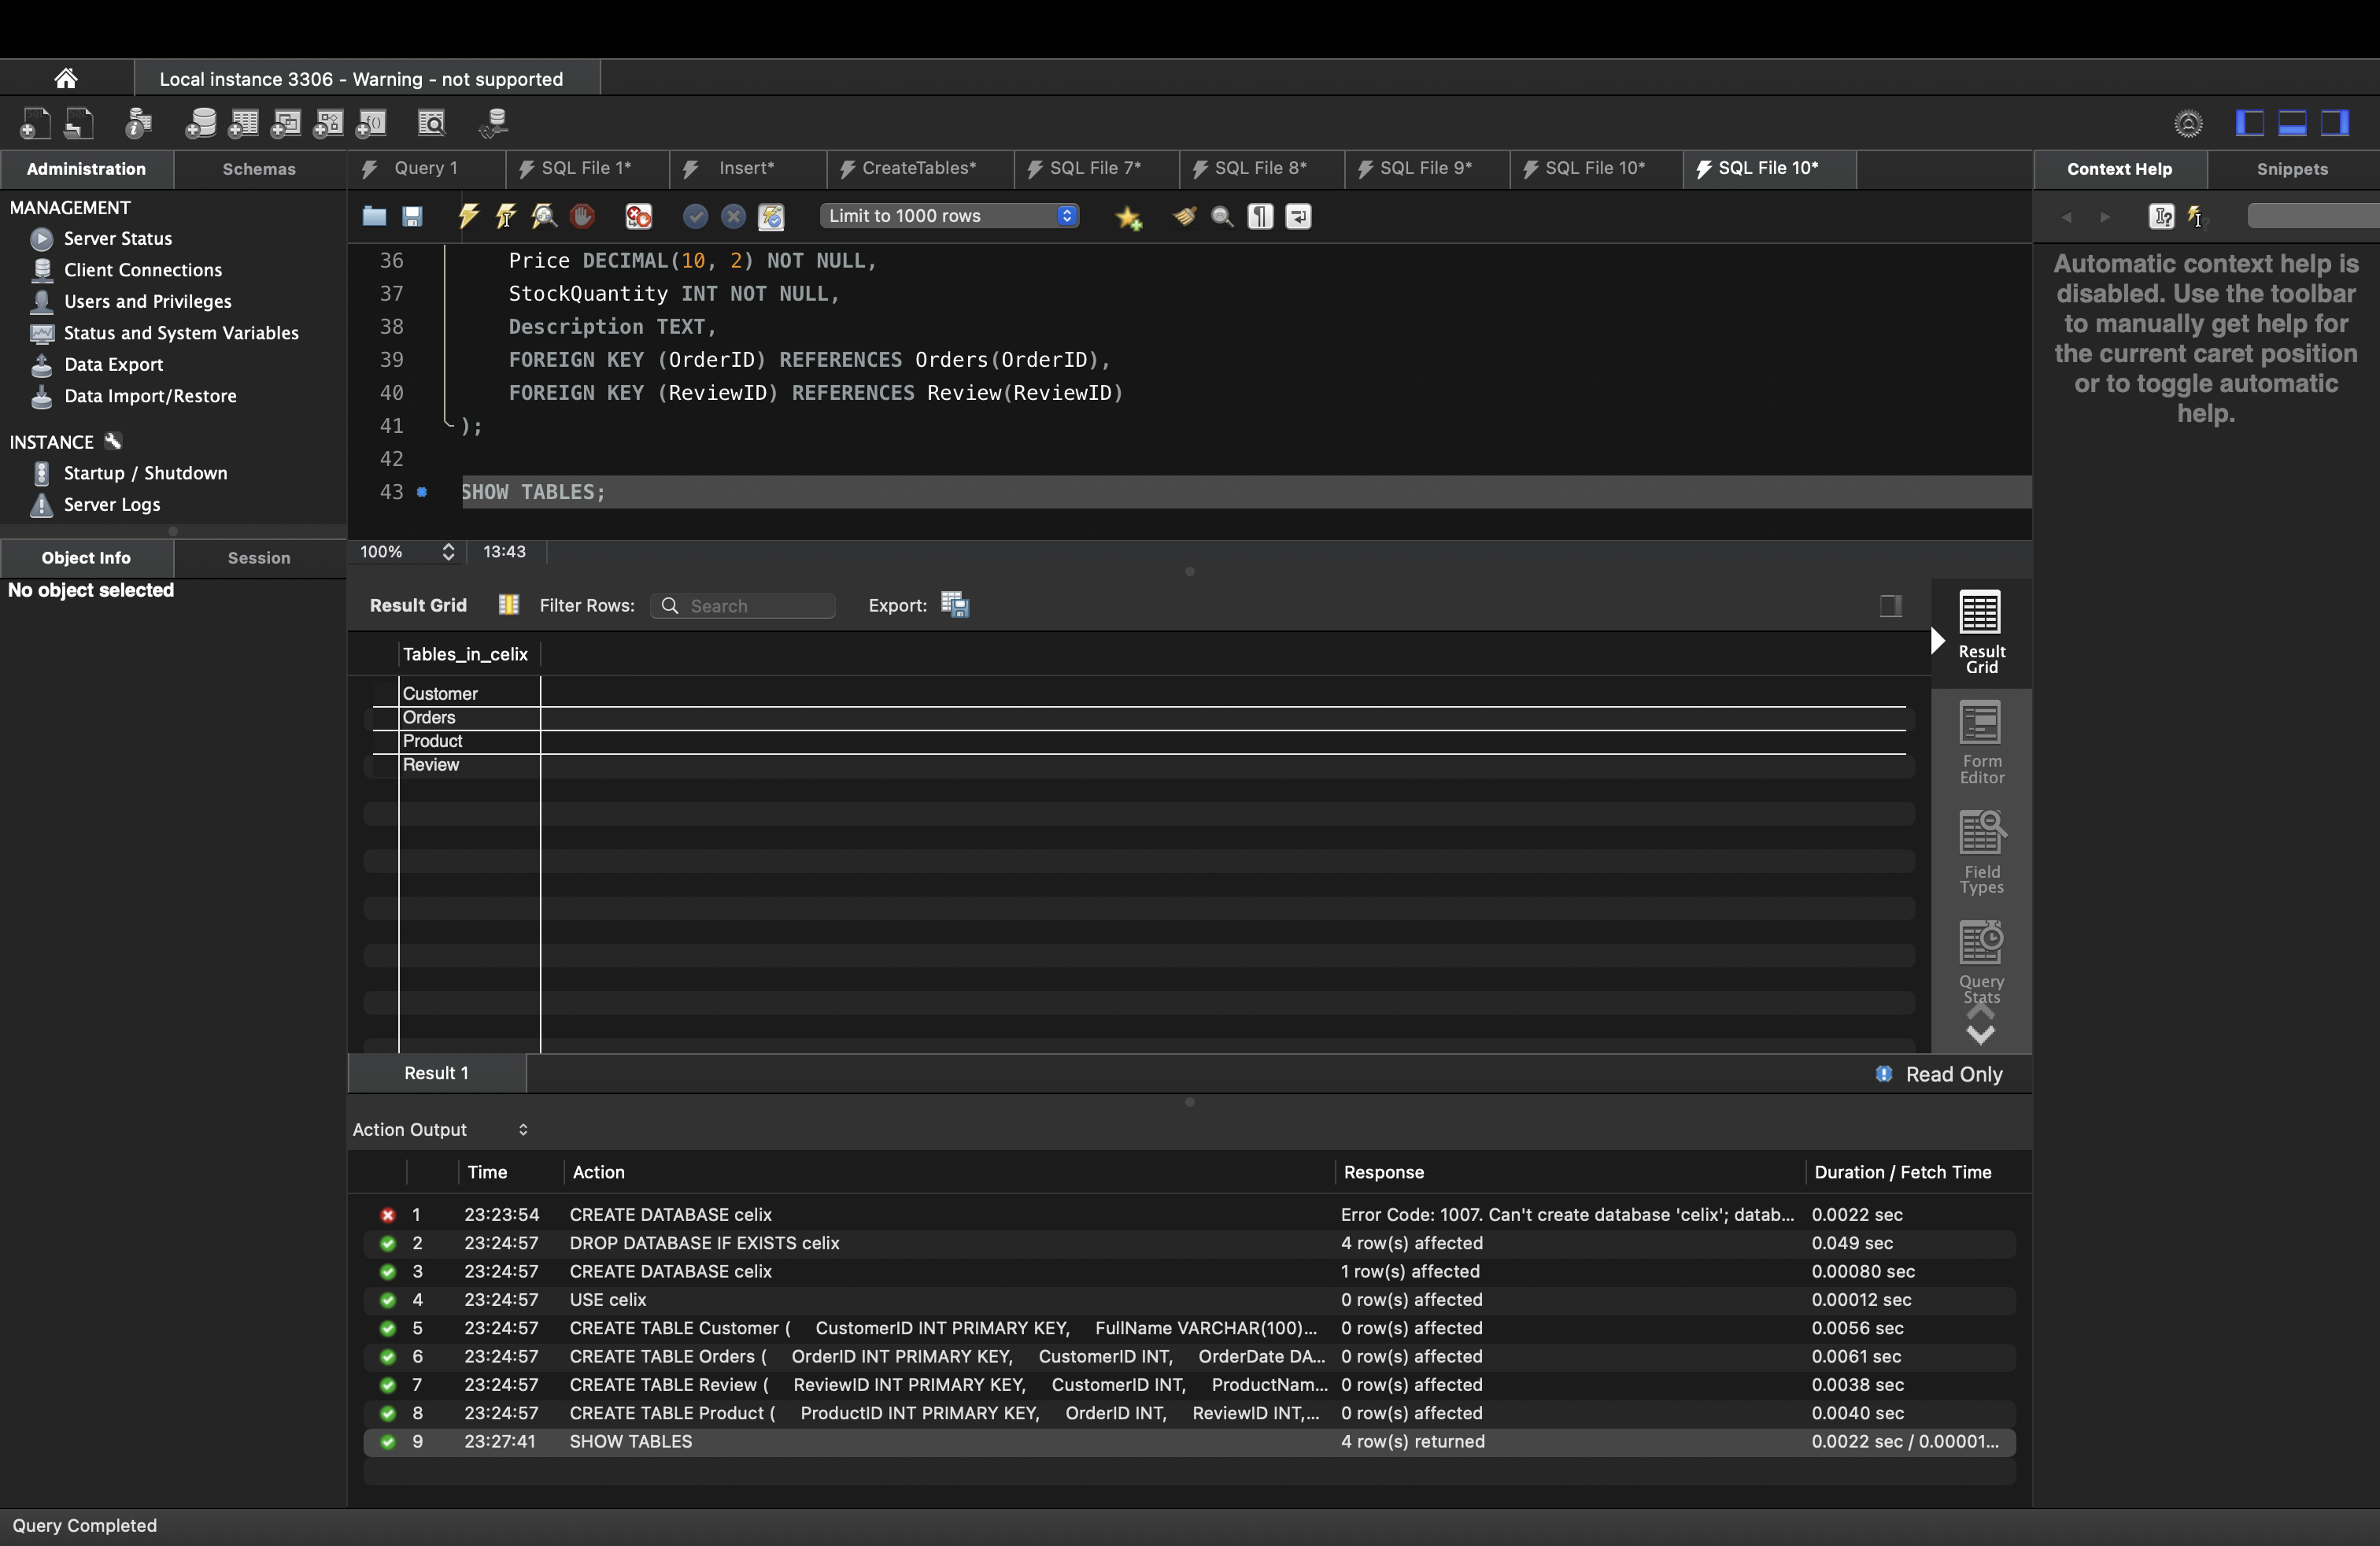 Local instance 3306 - Warning - not supported
Administration
Schemas
Query 1
SQL File 1*
Insert*
CreateTables*
SQL File 7*
SQL File 8*
SQL File 9*
SQL File 10*
SQL File 10*
Context Help
Snippets
MANAGEMENT
Server Status
Client Connections
Users and Privileges
Status and System Variables
Data Export
Data Import/Restore
INSTANCE
Startup / Shutdown
Server Logs
Object Info
Session
No object selected
Limit to 1000 rows
36 Price DECIMAL(10, 2) NOT NULL,
37 StockQuantity INT NOT NULL,
38 Description TEXT,
39 FOREIGN KEY (OrderID) REFERENCES Orders(OrderID),
40 FOREIGN KEY (ReviewID) REFERENCES Review(ReviewID)
41 );
42
43 SHOW TABLES;
100% 13:43
Automatic context help is
disabled. Use the toolbar
to manually get help for
the current caret position
or to toggle automatic
help.
Result Grid
Filter Rows:
Search
Export:
Tables_in_celix
Customer
Orders
Product
Review
Result
Grid
Form
Editor
Field
Types
Query
Stats
Result 1
Read Only
Action Output
Time Action Response Duration / Fetch Time
1 23:23:54 CREATE DATABASE celix Error Code: 1007. Can't create database 'celix'; datab... 0.0022 sec
2 23:24:57 DROP DATABASE IF EXISTS celix 4 row(s) affected 0.049 sec
3 23:24:57 CREATE DATABASE celix 1 row(s) affected 0.00080 sec
4 23:24:57 USE celix 0 row(s) affected 0.00012 sec
5 23:24:57 CREATE TABLE Customer ( CustomerID INT PRIMARY KEY, FullName VARCHAR(100)... 0 row(s) affected 0.0056 sec
6 23:24:57 CREATE TABLE Orders ( OrderID INT PRIMARY KEY, CustomerID INT, OrderDate DA... 0 row(s) affected 0.0061 sec
7 23:24:57 CREATE TABLE Review ( ReviewID INT PRIMARY KEY, CustomerID INT, ProductNam... 0 row(s) affected 0.0038 sec
8 23:24:57 CREATE TABLE Product ( ProductID INT PRIMARY KEY, OrderID INT, ReviewID INT,... 0 row(s) affected 0.0040 sec
9 23:27:41 SHOW TABLES 4 row(s) returned 0.0022 sec / 0.00001...
Query Completed